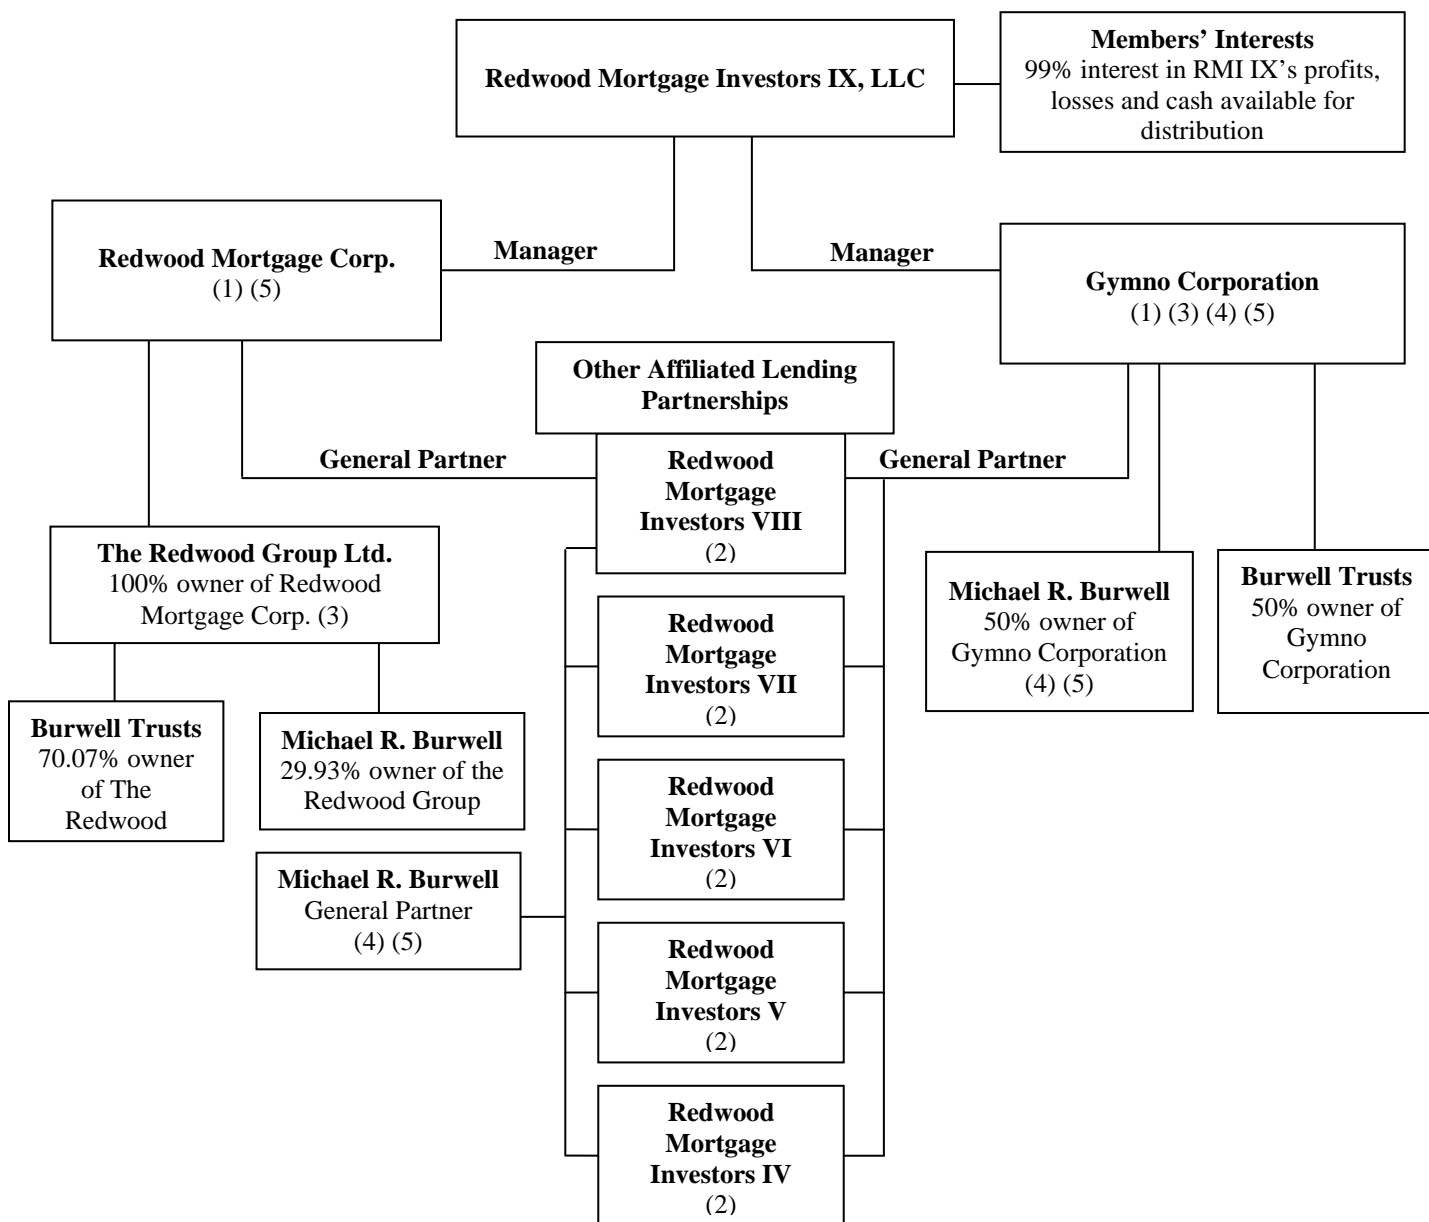 Redwood Mortgage Investors IX, LLC
Members’ Interests
99% interest in RMI IX’s profits,
losses and cash available for
distribution
Redwood Mortgage Corp.
(1) (5)
Manager
Manager
Gymno Corporation
(1) (3) (4) (5)
Other Affiliated Lending
Partnerships
General Partner
Redwood
Mortgage
Investors VIII
(2)
General Partner
The Redwood Group Ltd.
100% owner of Redwood
Mortgage Corp. (3)
Michael R. Burwell
50% owner of
Gymno Corporation
(4) (5)
Burwell Trusts
50% owner of
Gymno
Corporation
Redwood
Mortgage
Investors VII
(2)
Burwell Trusts
70.07% owner
of The
Redwood
Michael R. Burwell
29.93% owner of the
Redwood Group
Redwood
Mortgage
Investors VI
(2)
Michael R. Burwell
General Partner
(4) (5)
Redwood
Mortgage
Investors V
(2)
Redwood
Mortgage
Investors IV
(2)